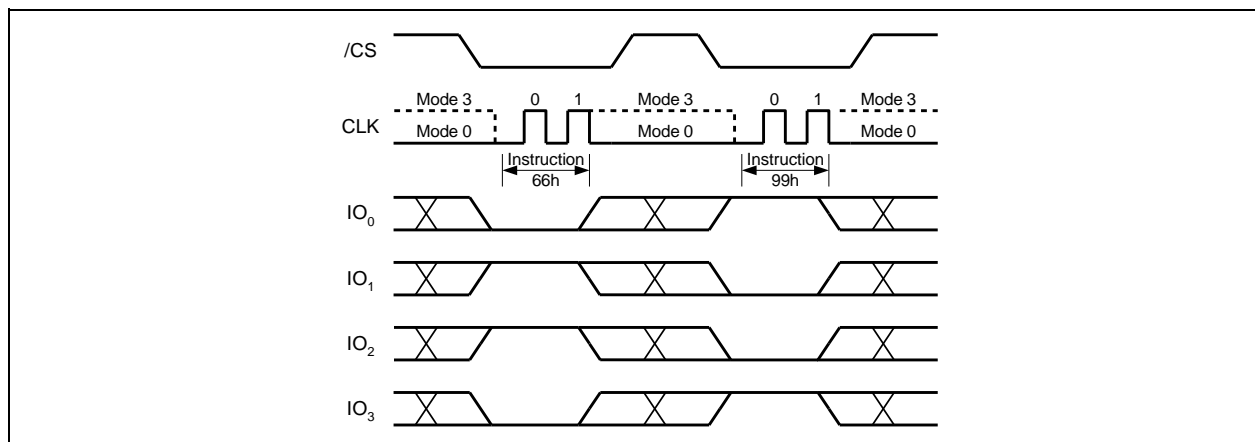 /CS
Mode 3 0 1 Mode 3 0 1 Mode 3
CLK Mode 0 Mode 0 Mode 0
Instruction Instruction
66h 99h
IO0
IO1
IO2
IO3